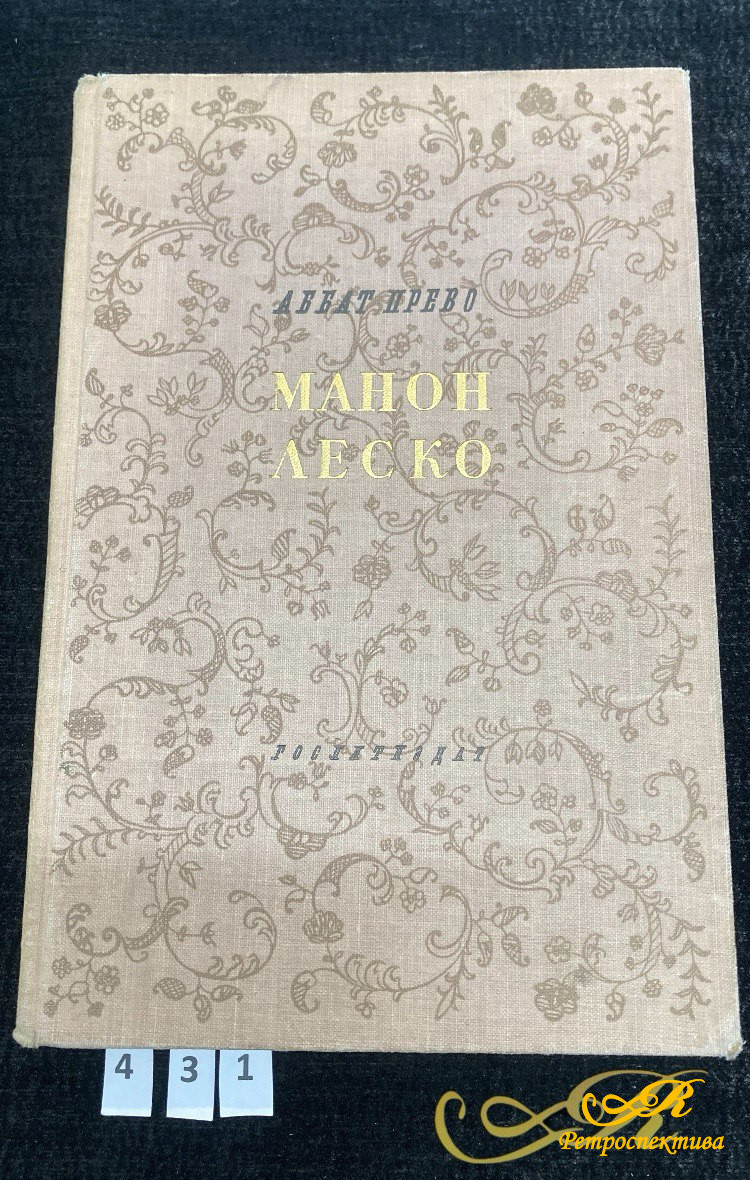 АББАТ ПРЕВО
МАНОН
ЛЕСКО
ГОСЛИТИЗДАТ
4 3 1
R
Ретроспектива